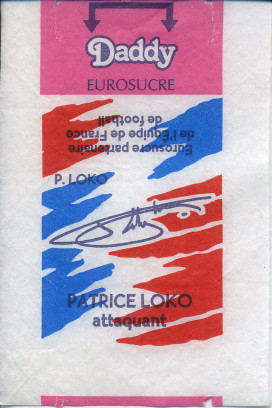 Daddy
EUROSUCRE
Eurosucre partenaire
de l'Equipe de France
de football
P. LOKO
PATRICE LOKO
attaquant